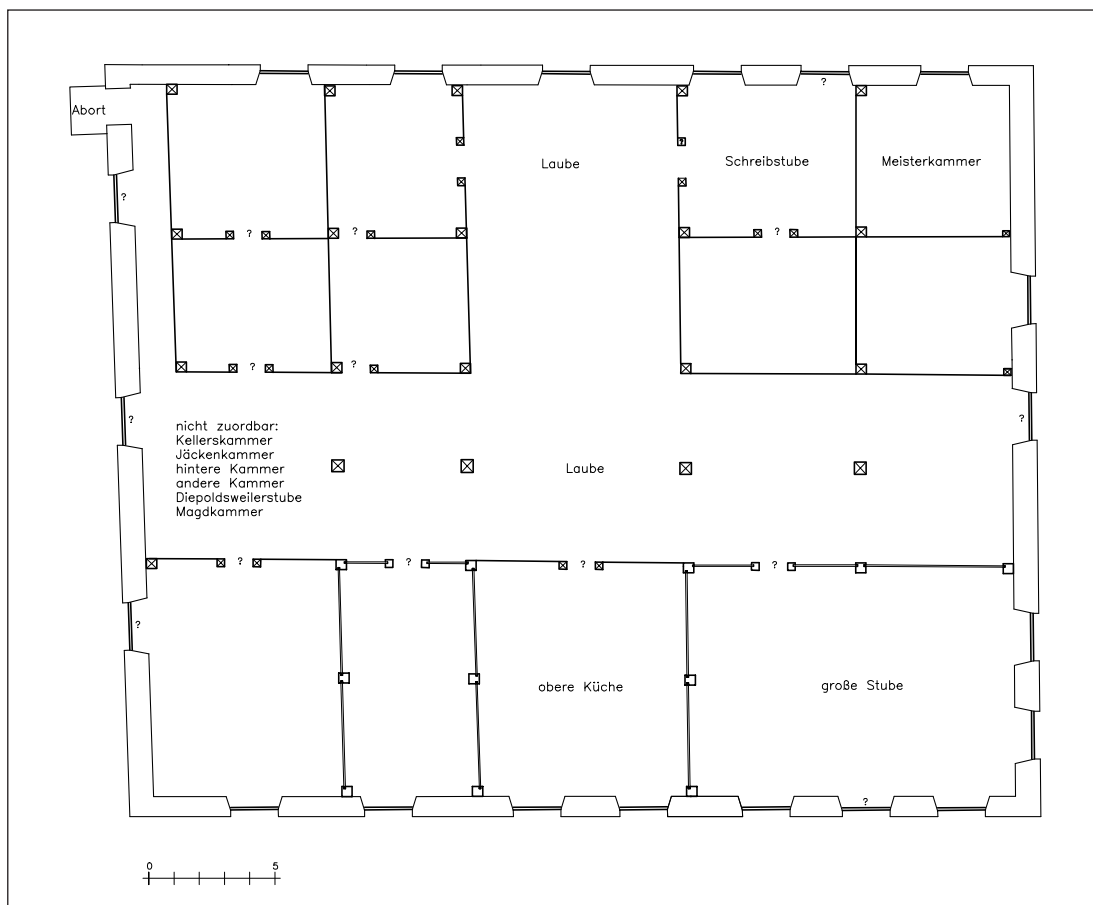 ?
Abort
Laube
Schreibstube
Meisterkammer
?
?
?
?
?
?
?
?
?
nicht zuordbar:
Kellerskammer
Jäckenkammer
hintere Kammer
andere Kammer
Diepoldsweilerstube
Magdkammer
Laube
?
?
?
?
?
obere Küche
große Stube
?
0
5